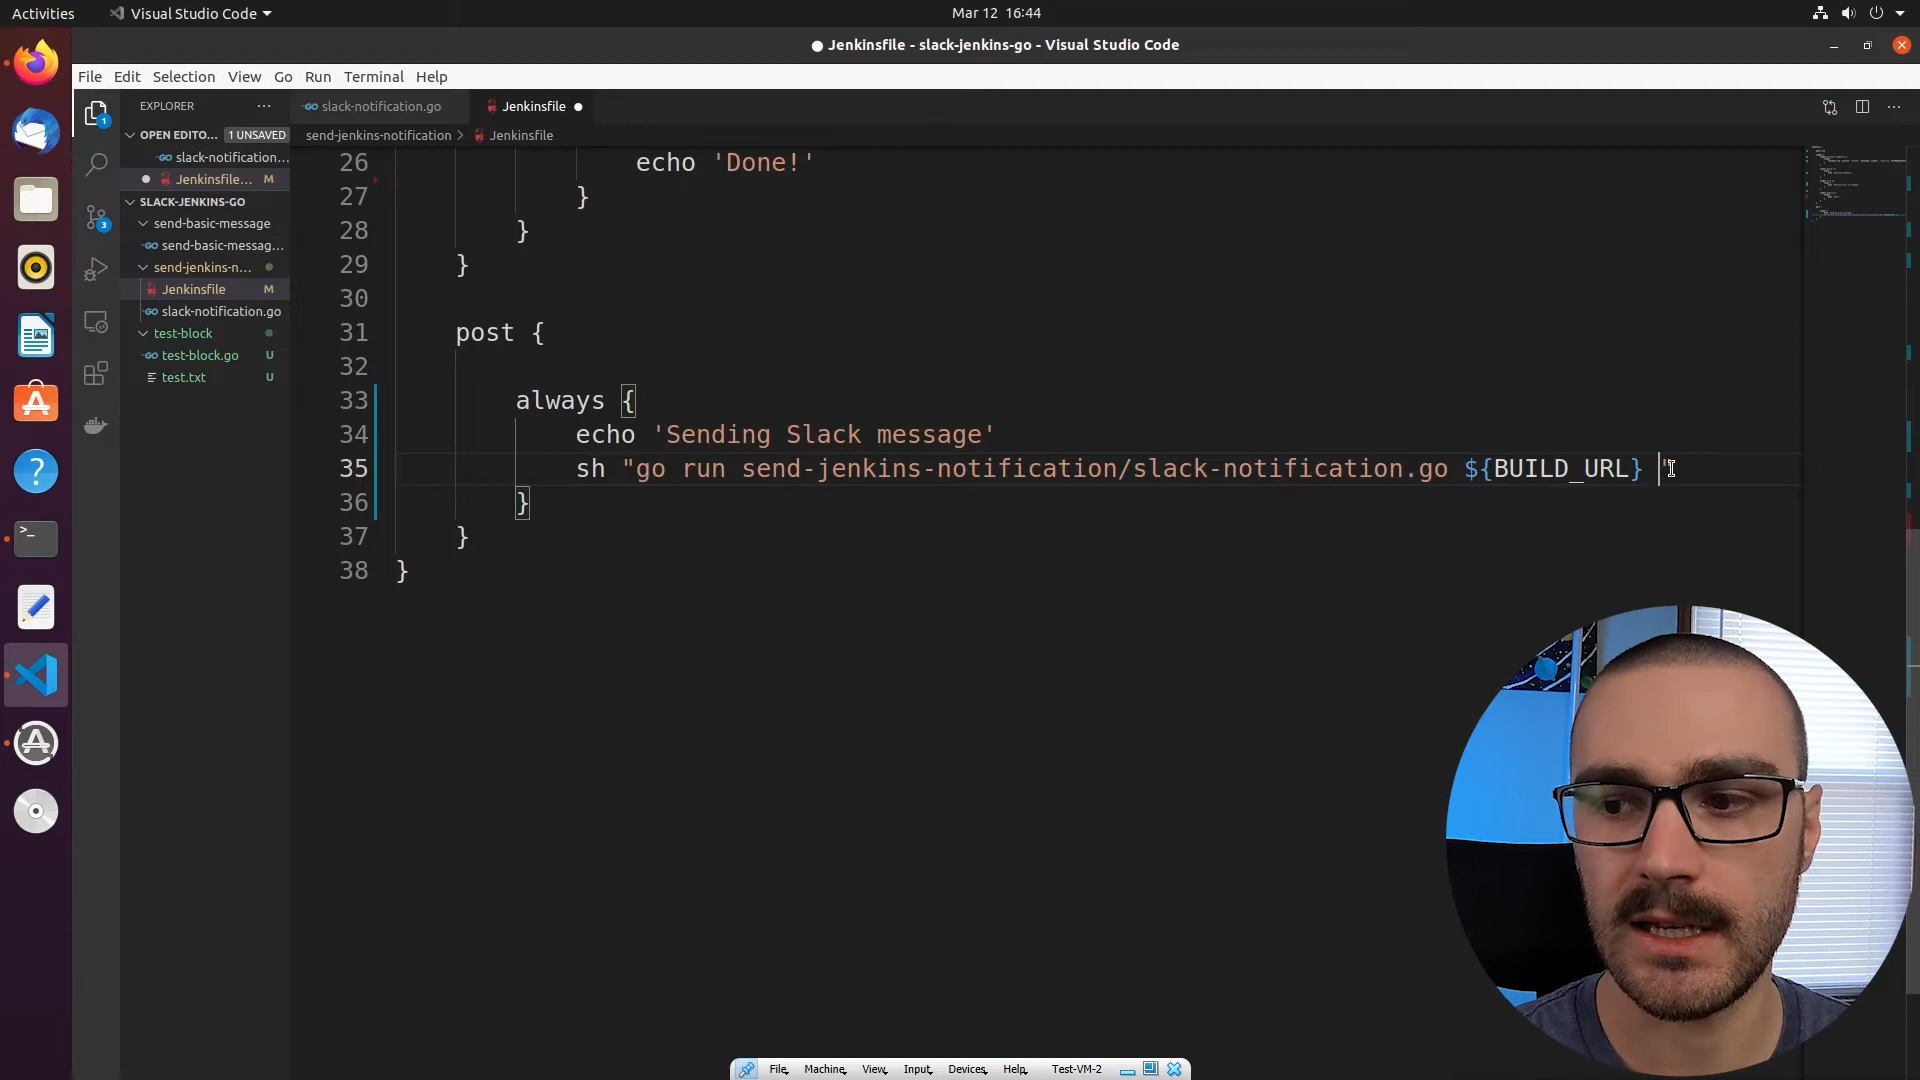 Activities
Visual Studio Code
Mar 12 16:44
● Jenkinsfile - slack-jenkins-go - Visual Studio Code
File Edit Selection View Go Run Terminal Help
EXPLORER
slack-notification.go
Jenkinsfile
OPEN EDITO... 1 UNSAVED
send-jenkins-notification > Jenkinsfile
slack-notification...
Jenkinsfile... M
SLACK-JENKINS-GO
send-basic-message
send-basic-messag...
send-jenkins-n...
Jenkinsfile M
slack-notification.go
test-block
test-block.go U
test.txt U
1
3
26 echo 'Done!'
27 }
28 }
29 }
30
31 post {
32
33 always {
34 echo 'Sending Slack message'
35 sh "go run send-jenkins-notification/slack-notification.go ${BUILD_URL} "
36 }
37 }
38 }
File Machine View Input Devices Help Test-VM-2